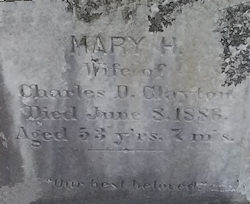 MARY H.
Wife of
Charles D. Clayton
Died June 8, 1886.
Aged 53 y'rs. 7 m's.
"Our best beloved"